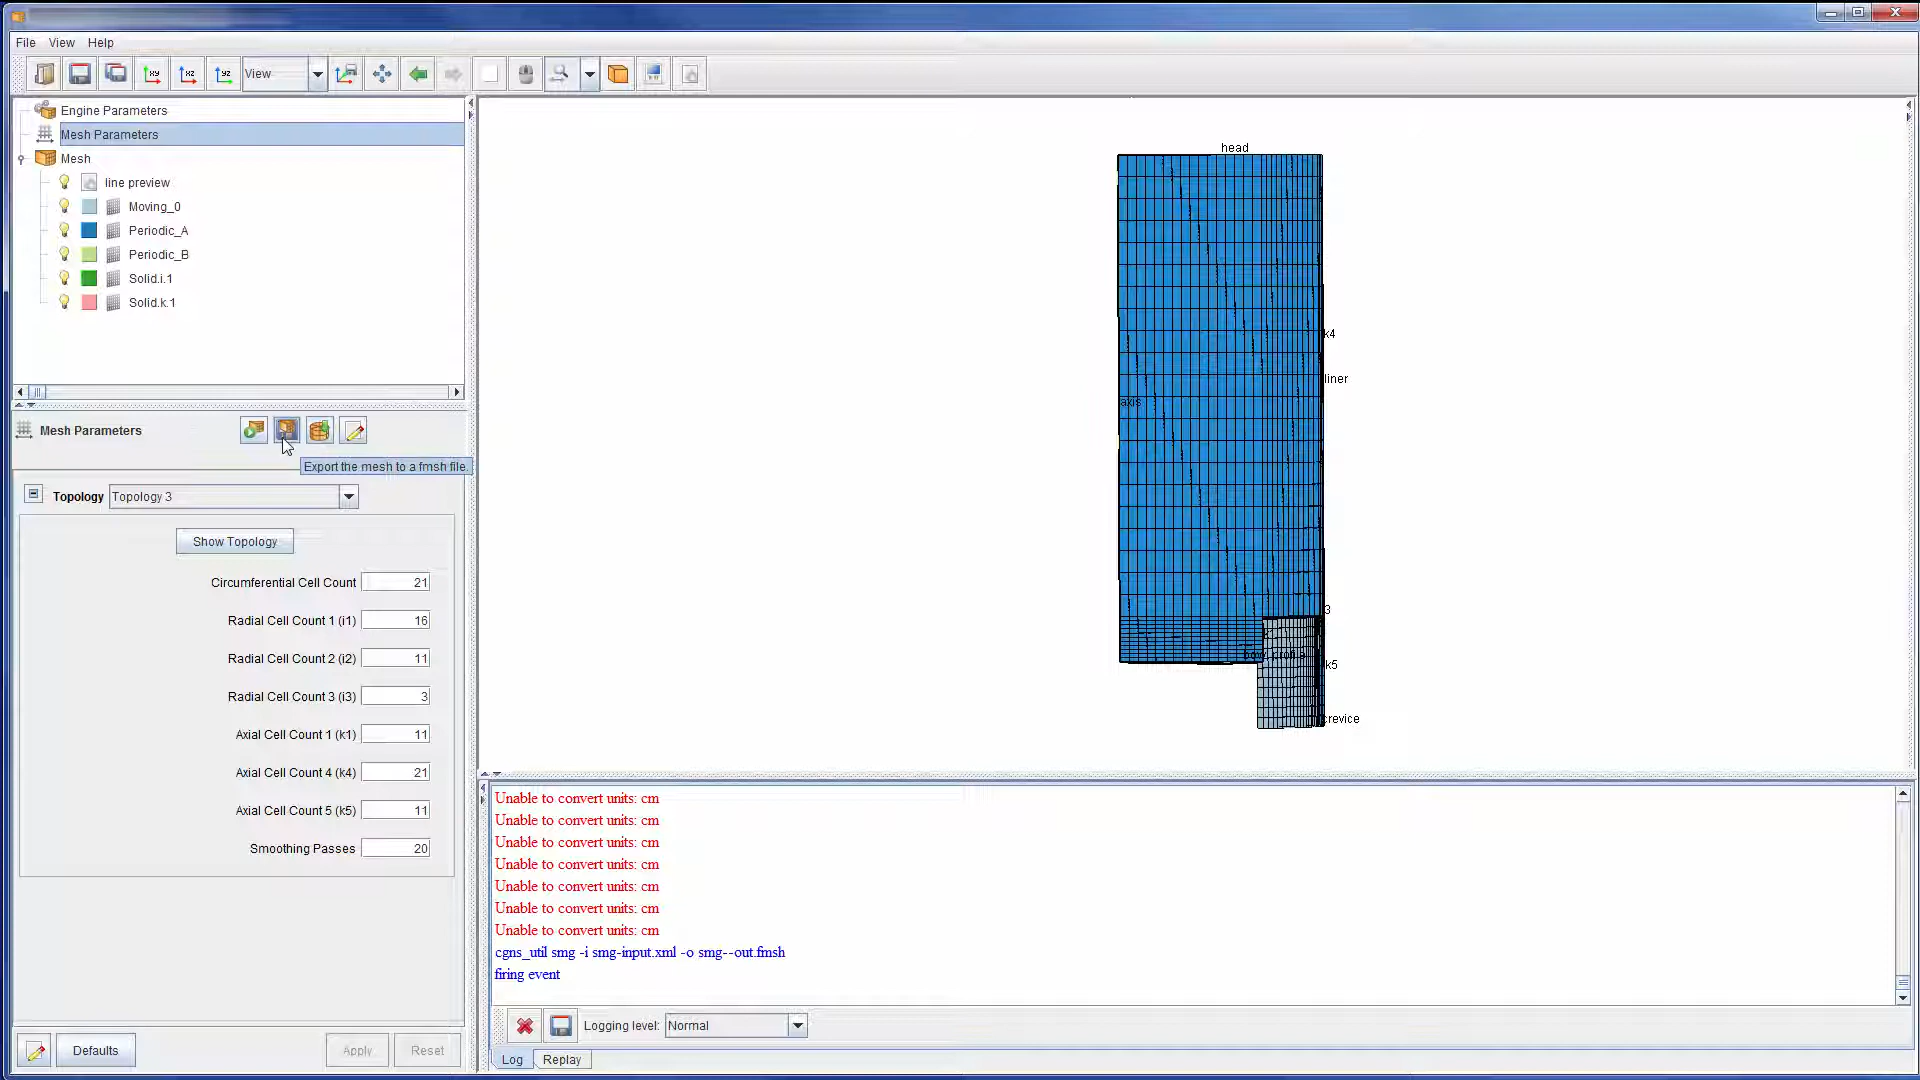 File View Help
xy xz yz View
Engine Parameters
Mesh Parameters
Mesh
line preview
Moving_0
Periodic_A
Periodic_B
Solid.i.1
Solid.k.1
Mesh Parameters
Export the mesh to a fmsh file.
Topology Topology 3
Show Topology
Circumferential Cell Count 21
Radial Cell Count 1 (i1) 16
Radial Cell Count 2 (i2) 11
Radial Cell Count 3 (i3) 3
Axial Cell Count 1 (k1) 11
Axial Cell Count 4 (k4) 21
Axial Cell Count 5 (k5) 11
Smoothing Passes 20
Defaults Apply Reset
head
k4
liner
axis
3
k5
crevice
Unable to convert units: cm
Unable to convert units: cm
Unable to convert units: cm
Unable to convert units: cm
Unable to convert units: cm
Unable to convert units: cm
Unable to convert units: cm
cgns_util smg -i smg-input.xml -o smg--out.fmsh
firing event
Logging level: Normal
Log Replay